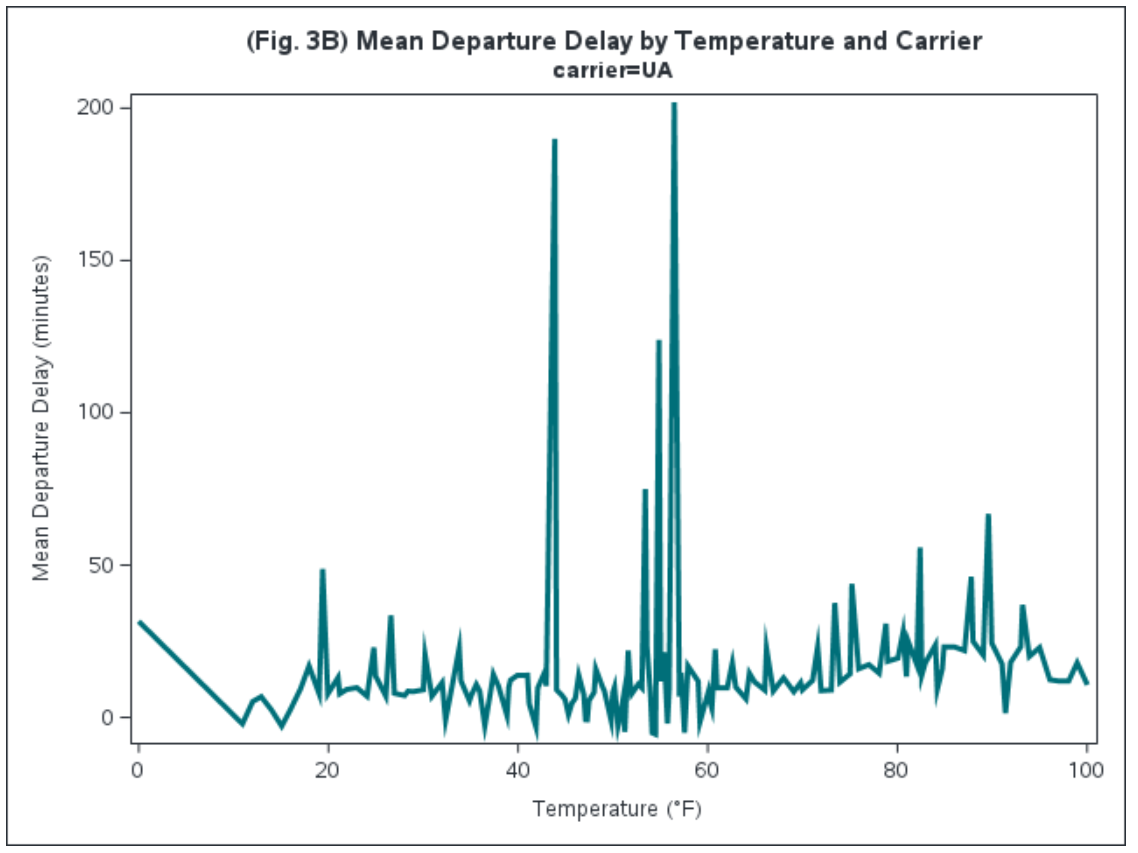 (Fig. 3B) Mean Departure Delay by Temperature and Carrier
carrier=UA
Mean Departure Delay (minutes)
200
150
100
50
0
0 20 40 60 80 100
Temperature (°F)